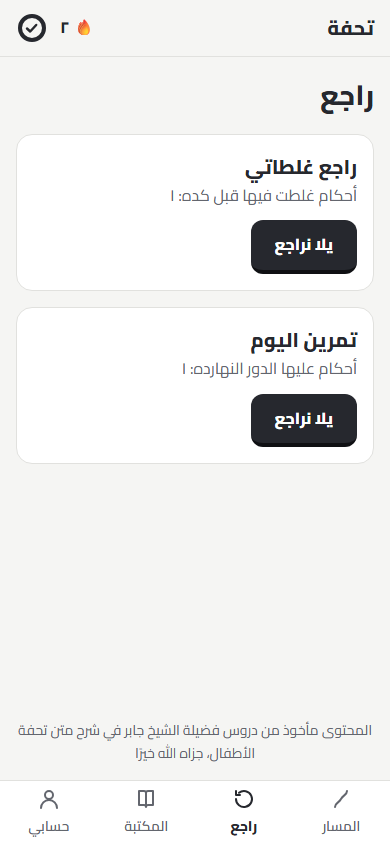 تحفة
٢
راجع
راجع غلطاتي
أحكام غلطت فيها قبل كده: ١
يلا نراجع
تمرين اليوم
أحكام عليها الدور النهارده: ١
يلا نراجع
المحتوى مأخوذ من دروس فضيلة الشيخ جابر في شرح متن تحفة
الأطفال، جزاه الله خيرًا
المسار
راجع
المكتبة
حسابي